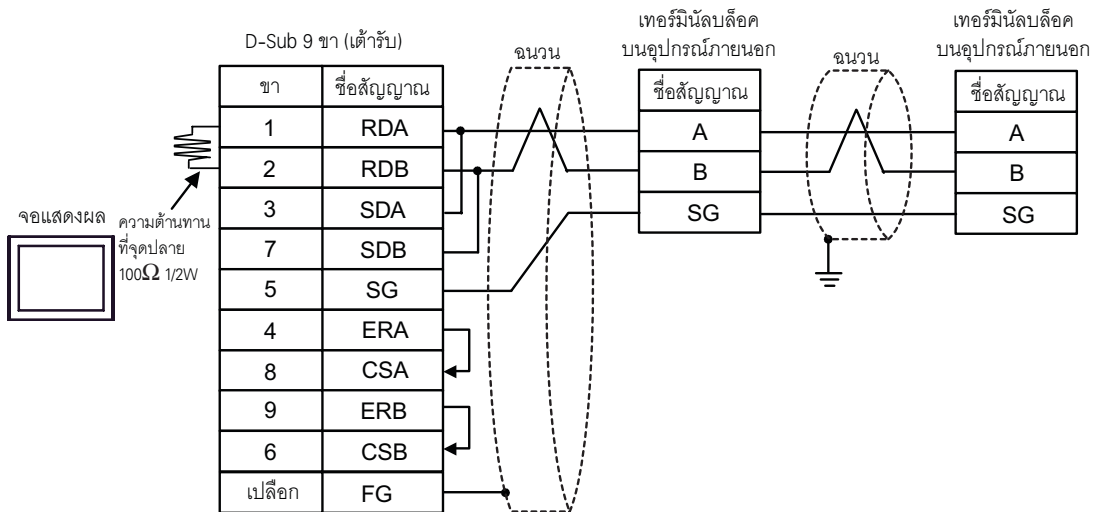 D-Sub 9 ขา (เต้ารับ)
ขา ชื่อสัญญาณ
1 RDA
2 RDB
3 SDA
7 SDB
5 SG
4 ERA
8 CSA
9 ERB
6 CSB
เปลือก FG
จอแสดงผล
ความต้านทาน
ที่จุดปลาย
100Ω 1/2W
ฉนวน
เทอร์มินัลบล็อค
บนอุปกรณ์ภายนอก
ชื่อสัญญาณ
A
B
SG
ฉนวน
เทอร์มินัลบล็อค
บนอุปกรณ์ภายนอก
ชื่อสัญญาณ
A
B
SG